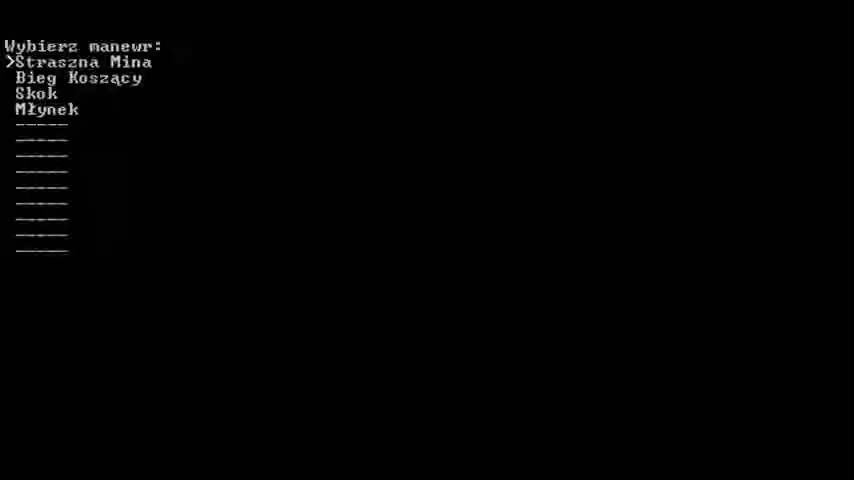 Wybierz manewr:
>Straszna Mina
Bieg Koszący
Skok
Młynek
-----
-----
-----
-----
-----
-----
-----
-----
-----